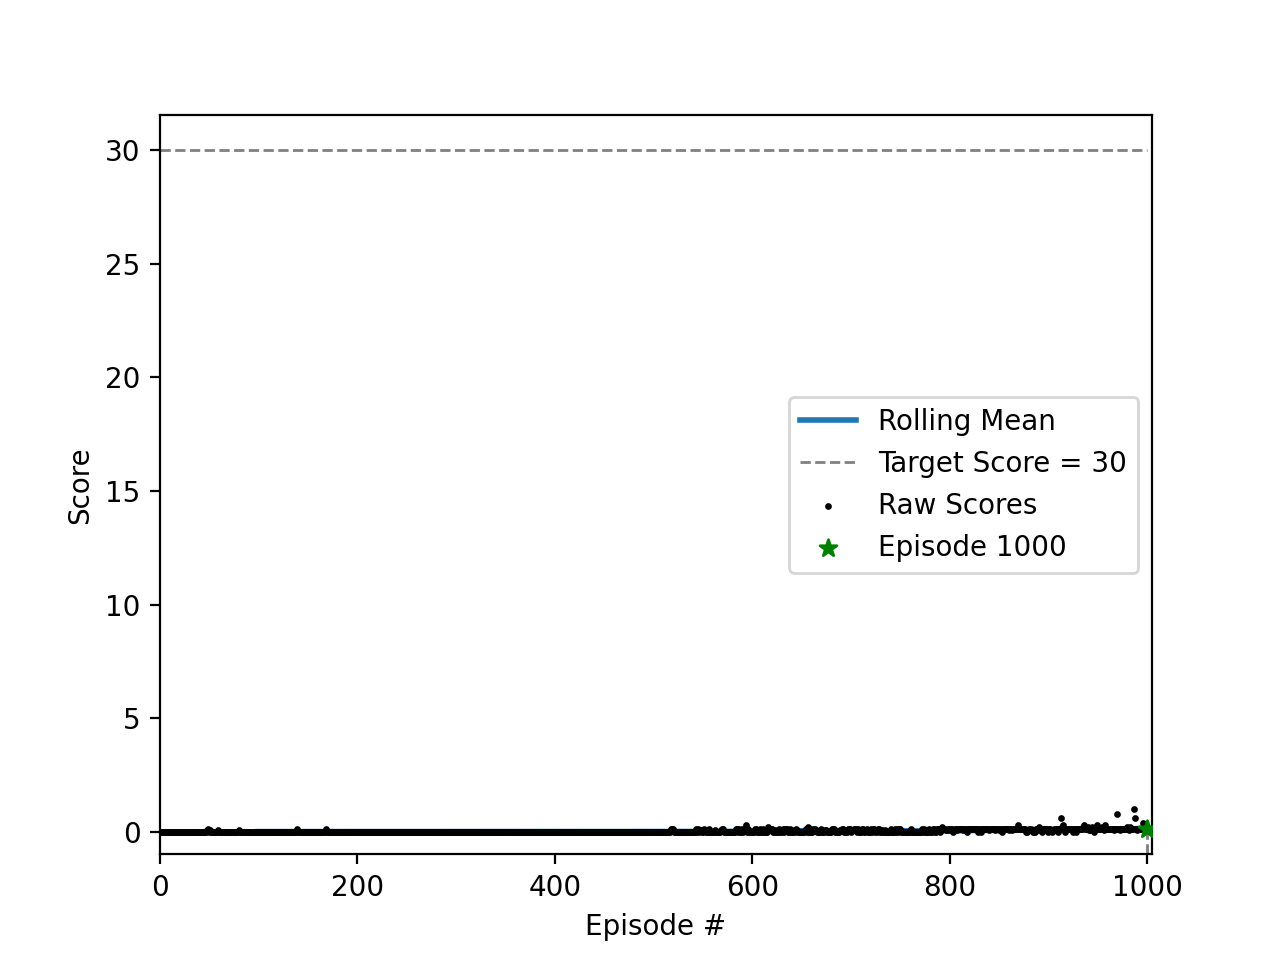 30
25
20
15
10
5
0
Score
Rolling Mean
Target Score = 30
Raw Scores
Episode 1000
0 200 400 600 800 1000
Episode #